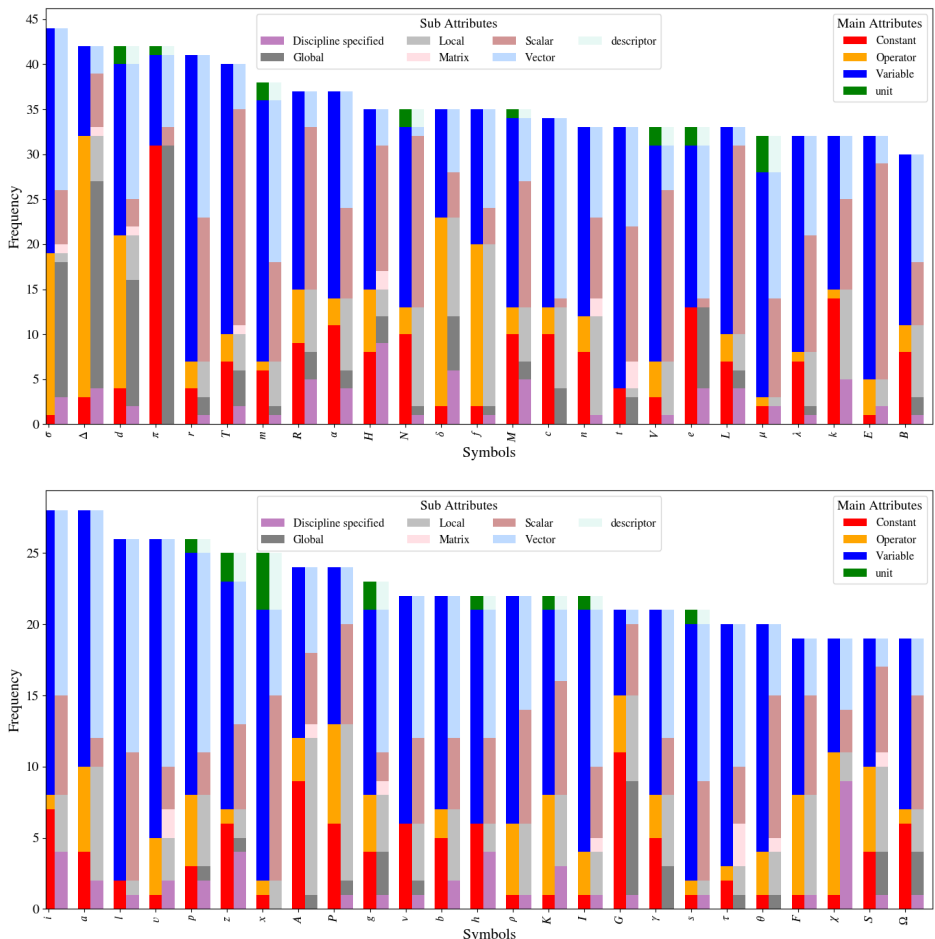 Sub Attributes
Discipline specified
Global
Local
Matrix
Scalar
Vector
descriptor
Main Attributes
Constant
Operator
Variable
unit
Frequency
45
40
35
30
25
20
15
10
5
0
σ Δ d π r T m R α H N δ f M c n t V e L μ λ k E B
Symbols
Sub Attributes
Discipline specified
Global
Local
Matrix
Scalar
Vector
descriptor
Main Attributes
Constant
Operator
Variable
unit
Frequency
25
20
15
10
5
0
i a l υ p z x A P g ν b h ρ K I G γ s τ θ F χ S Ω
Symbols